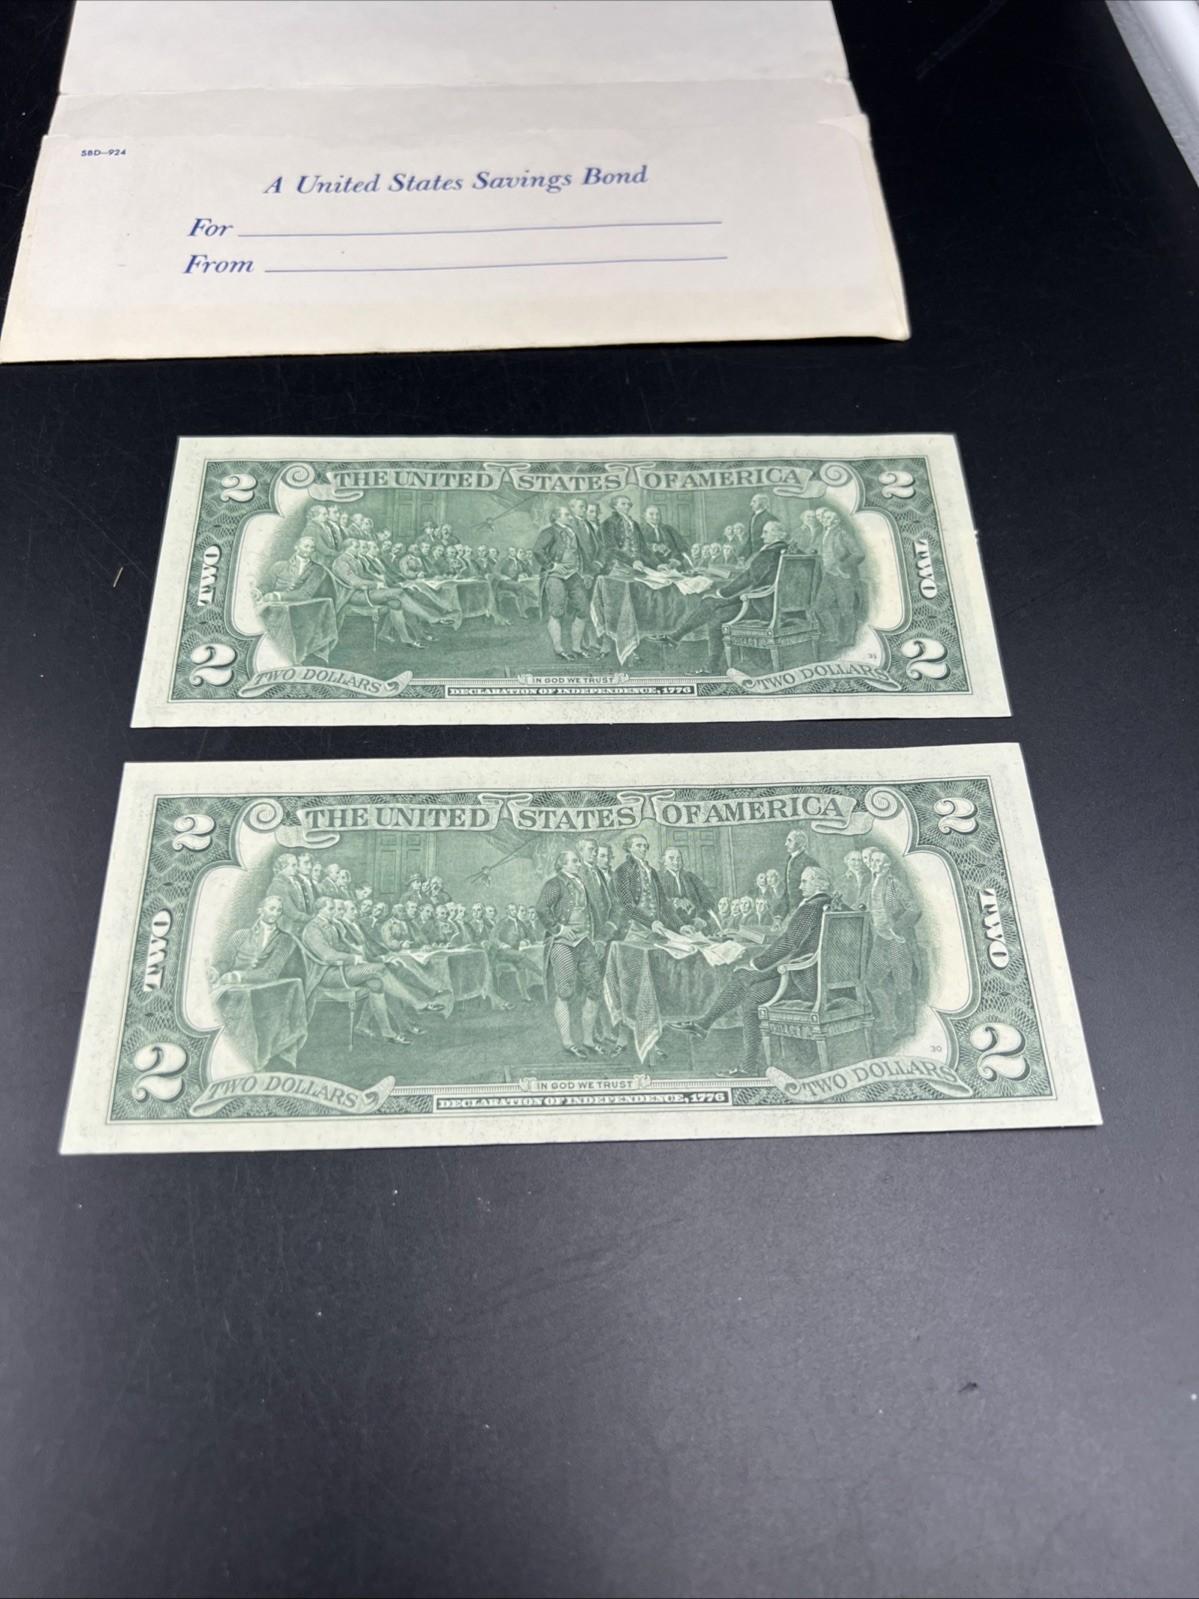 SBD—924
A United States Savings Bond
For
From
2 THE UNITED STATES OF AMERICA 2
TWO TWO
31
2 TWO DOLLARS IN GOD WE TRUST TWO DOLLARS 2
DECLARATION OF INDEPENDENCE, 1776
2 THE UNITED STATES OF AMERICA 2
TWO TWO
30
2 TWO DOLLARS IN GOD WE TRUST TWO DOLLARS 2
DECLARATION OF INDEPENDENCE, 1776